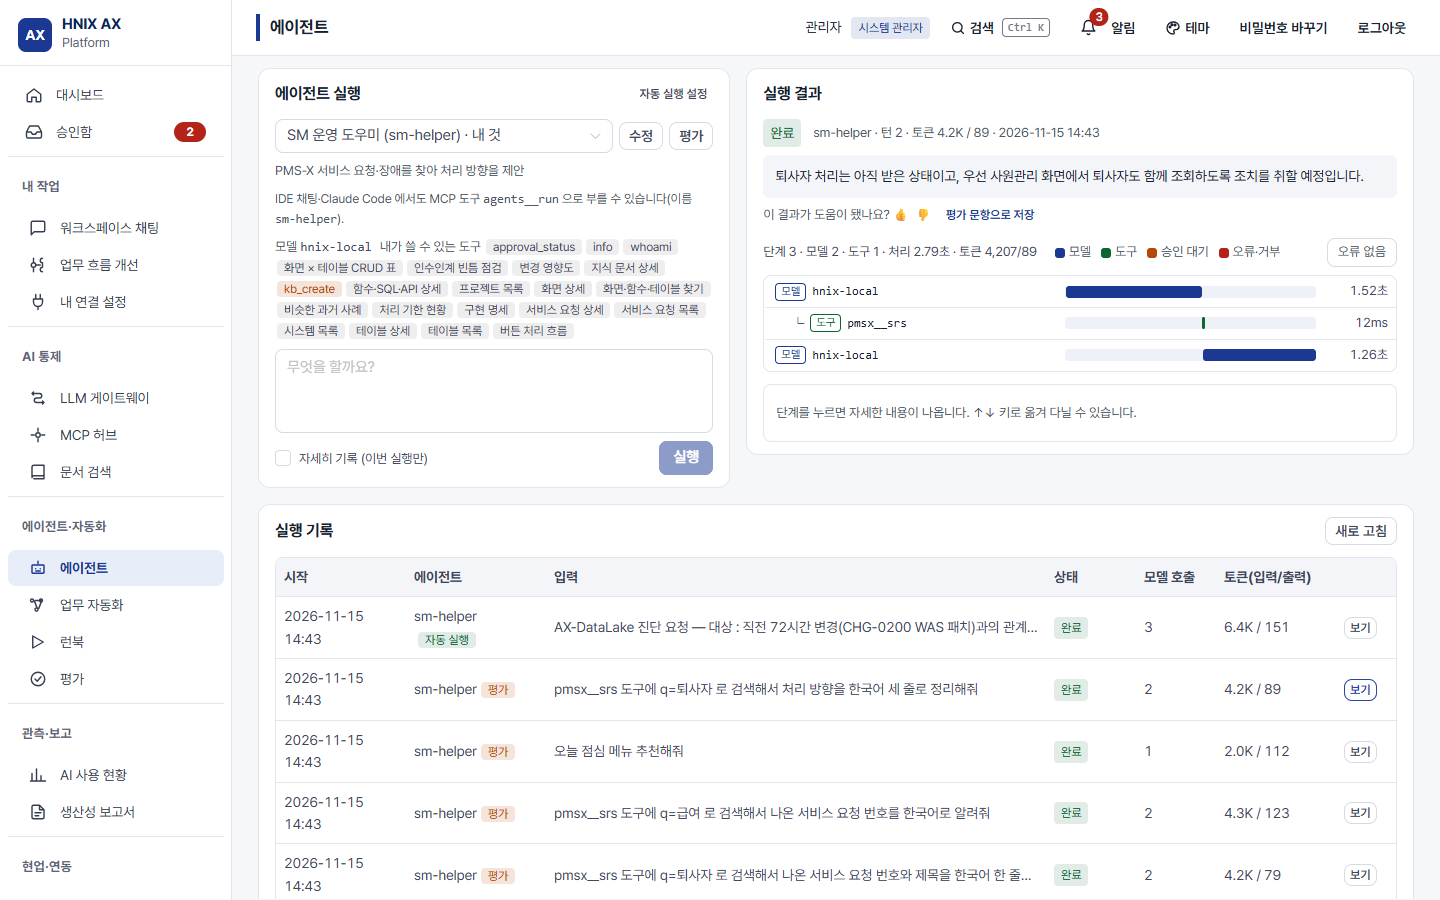 AX
HNIX AX
Platform
대시보드
승인함
2
내 작업
워크스페이스 채팅
업무 흐름 개선
내 연결 설정
AI 통제
LLM 게이트웨이
MCP 허브
문서 검색
에이전트·자동화
에이전트
업무 자동화
런북
평가
관측·보고
AI 사용 현황
생산성 보고서
현업·연동
에이전트
관리자
시스템 관리자
검색
Ctrl K
3
알림
테마
비밀번호 바꾸기
로그아웃
에이전트 실행
자동 실행 설정
SM 운영 도우미 (sm-helper) · 내 것
수정
평가
PMS-X 서비스 요청·장애를 찾아 처리 방향을 제안
IDE 채팅·Claude Code 에서도 MCP 도구 agents__run 으로 부를 수 있습니다(이름
sm-helper).
모델 hnix-local 내가 쓸 수 있는 도구 approval_status info whoami
화면 × 테이블 CRUD 표 인수인계 빈틈 점검 변경 영향도 지식 문서 상세
kb_create 함수·SQL·API 상세 프로젝트 목록 화면 상세 화면·함수·테이블 찾기
비슷한 과거 사례 처리 기한 현황 구현 명세 서비스 요청 상세 서비스 요청 목록
시스템 목록 테이블 상세 테이블 목록 버튼 처리 흐름
무엇을 할까요?
자세히 기록 (이번 실행만)
실행
실행 결과
완료
sm-helper · 턴 2 · 토큰 4.2K / 89 · 2026-11-15 14:43
퇴사자 처리는 아직 받은 상태이고, 우선 사원관리 화면에서 퇴사자도 함께 조회하도록 조치를 취할 예정입니다.
이 결과가 도움이 됐나요? 👍 👎 평가 문항으로 저장
단계 3 · 모델 2 · 도구 1 · 처리 2.79초 · 토큰 4,207/89
모델
도구
승인 대기
오류·거부
오류 없음
모델 hnix-local 1.52초
└ 도구 pmsx__srs 12ms
모델 hnix-local 1.26초
단계를 누르면 자세한 내용이 나옵니다. ↑↓ 키로 옮겨 다닐 수 있습니다.
실행 기록
새로 고침
시작 에이전트 입력 상태 모델 호출 토큰(입력/출력)
2026-11-15 14:43 sm-helper 자동 실행 AX-DataLake 진단 요청 — 대상 : 직전 72시간 변경(CHG-0200 WAS 패치)과의 관계... 완료 3 6.4K / 151 보기
2026-11-15 14:43 sm-helper 평가 pmsx__srs 도구에 q=퇴사자 로 검색해서 처리 방향을 한국어 세 줄로 정리해줘 완료 2 4.2K / 89 보기
2026-11-15 14:43 sm-helper 평가 오늘 점심 메뉴 추천해줘 완료 1 2.0K / 112 보기
2026-11-15 14:43 sm-helper 평가 pmsx__srs 도구에 q=급여 로 검색해서 나온 서비스 요청 번호를 한국어로 알려줘 완료 2 4.3K / 123 보기
2026-11-15 14:43 sm-helper 평가 pmsx__srs 도구에 q=퇴사자 로 검색해서 나온 서비스 요청 번호와 제목을 한국어 한 줄... 완료 2 4.2K / 79 보기